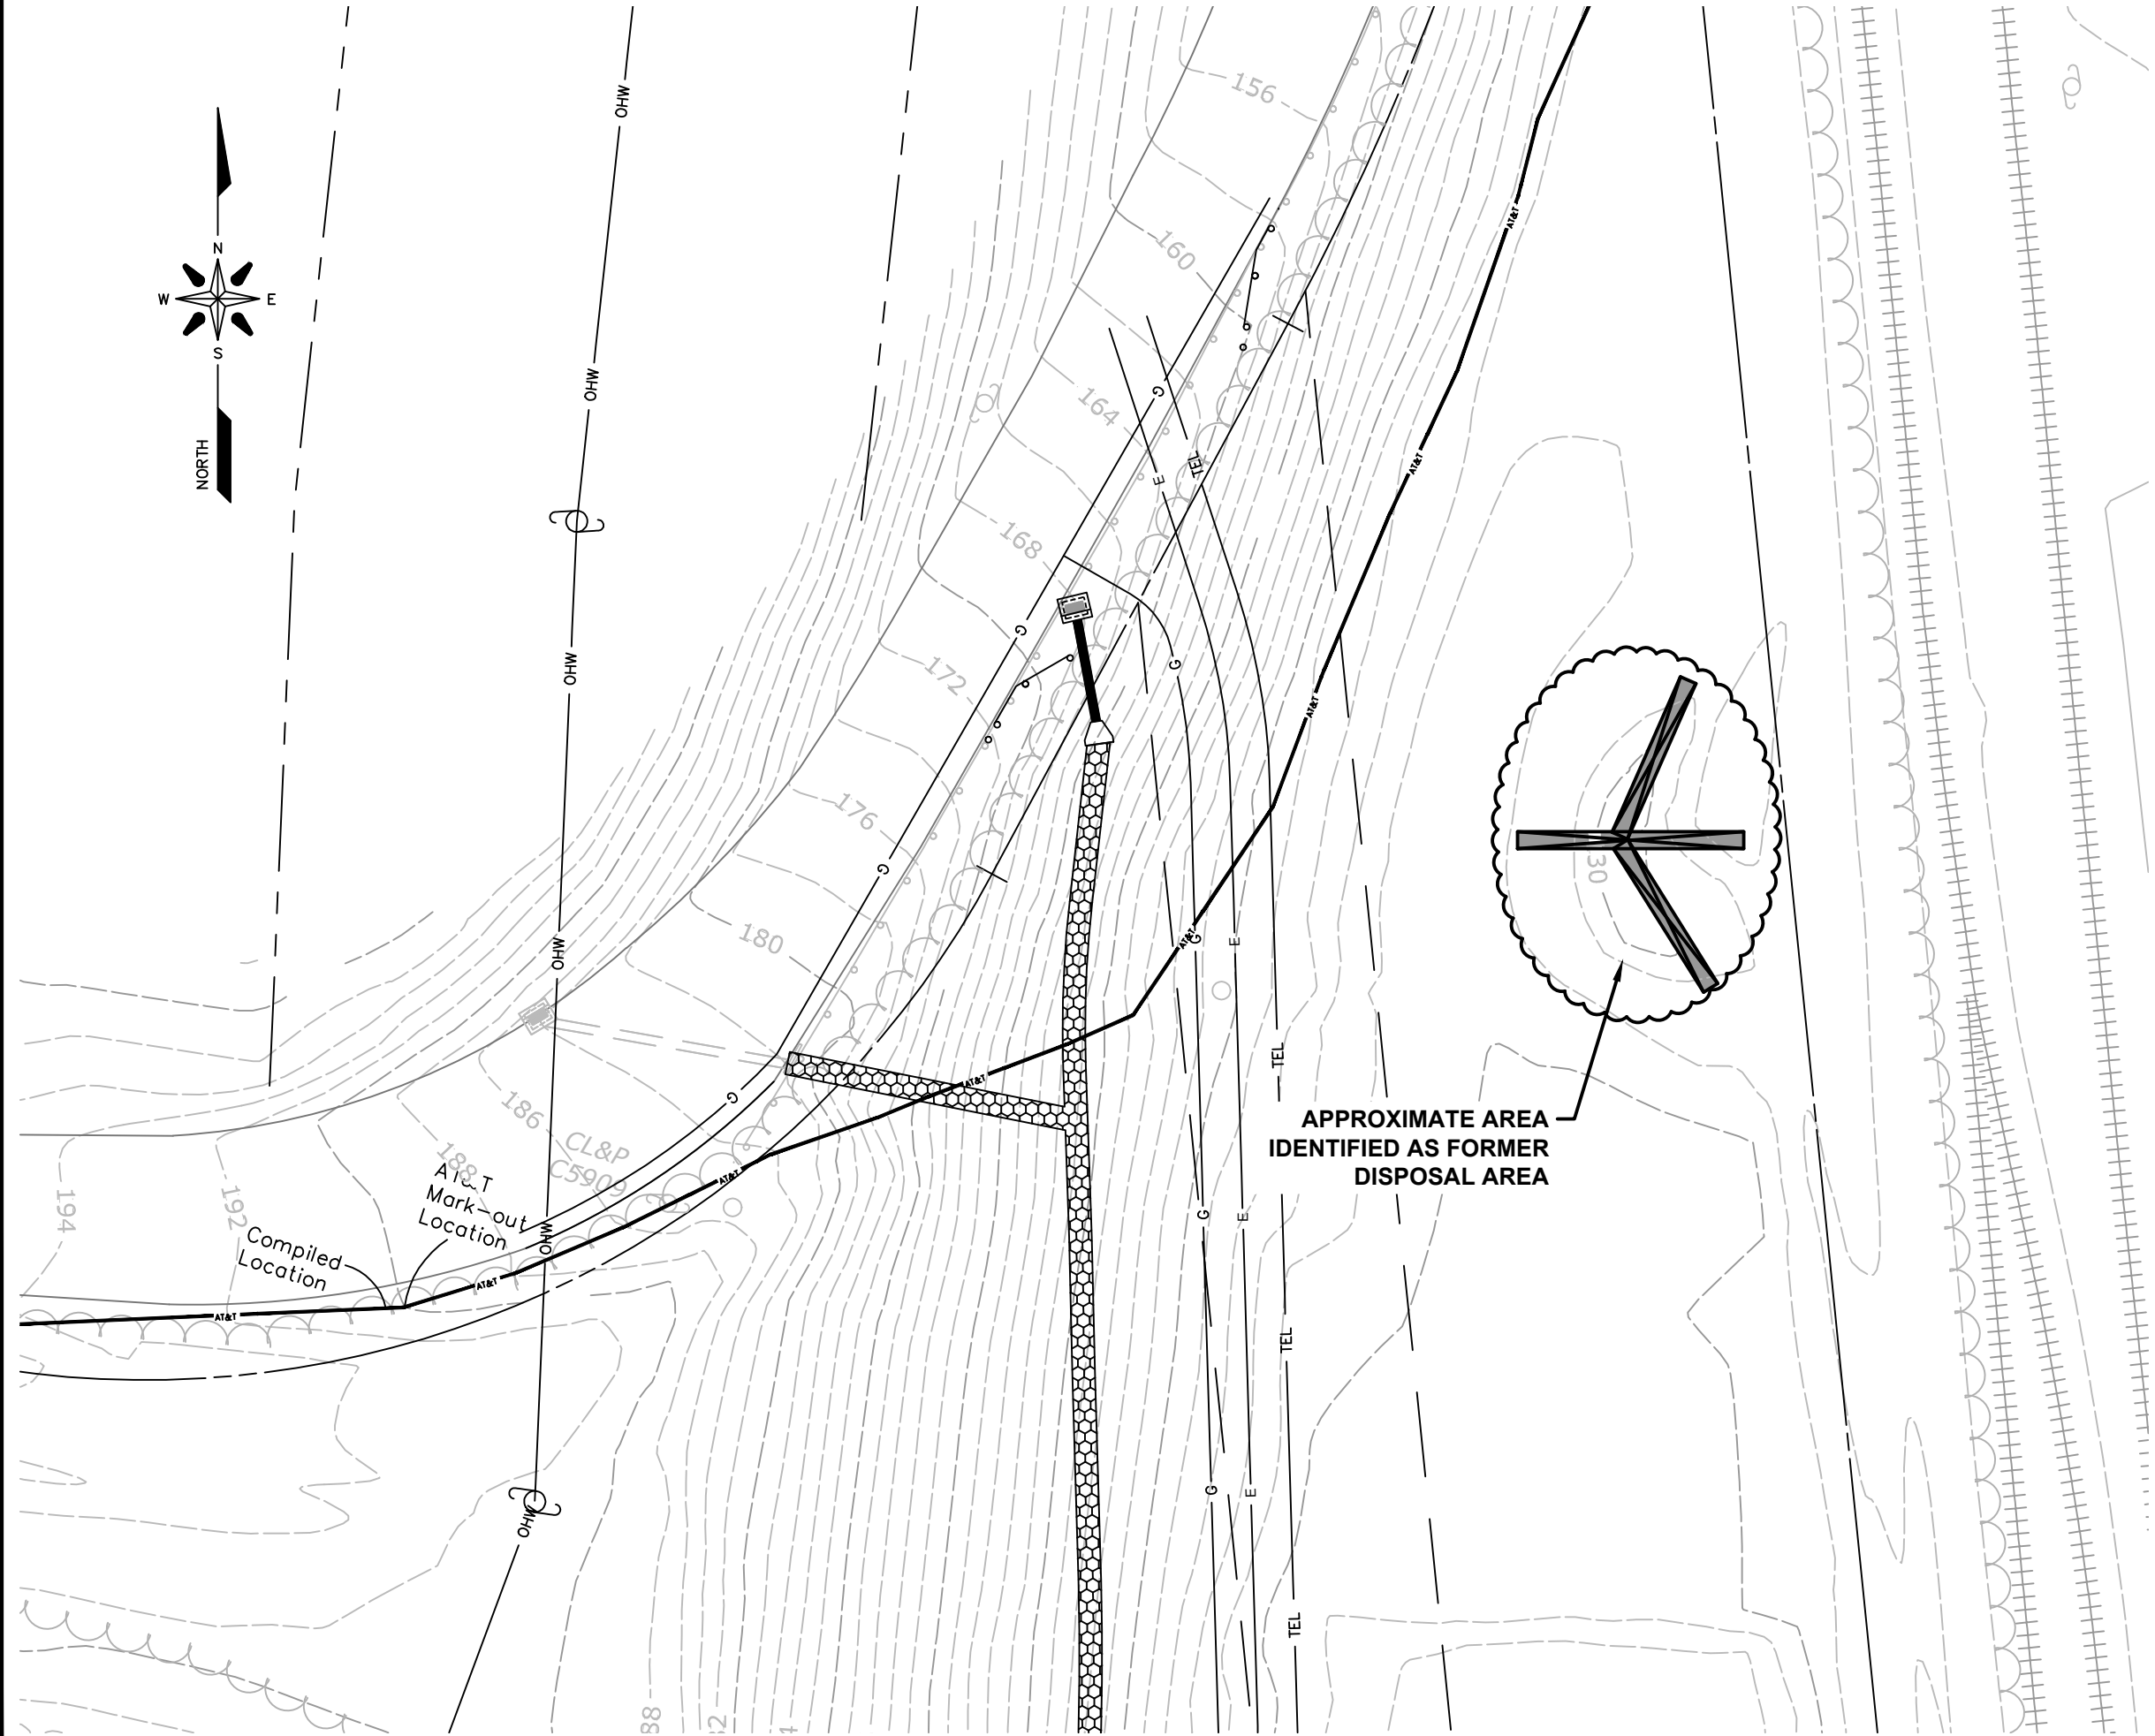 OHW
156
AT&T
N
W
E
S
160
OHW
G
164
NORTH
TEL
E
AT&T
168
G
OHW
G
172
AT&T
176
G
30
180
AT&T
G
E
OHW
TEL
AT&T
186
G
CL&P
C5909
188
AT&T
Mark-out
Location
AT&T
194
192
Compiled
Location
OHW
G
E
APPROXIMATE AREA
IDENTIFIED AS FORMER
DISPOSAL AREA
AT&T
AT&T
TEL
G
E
OHW
TEL
88